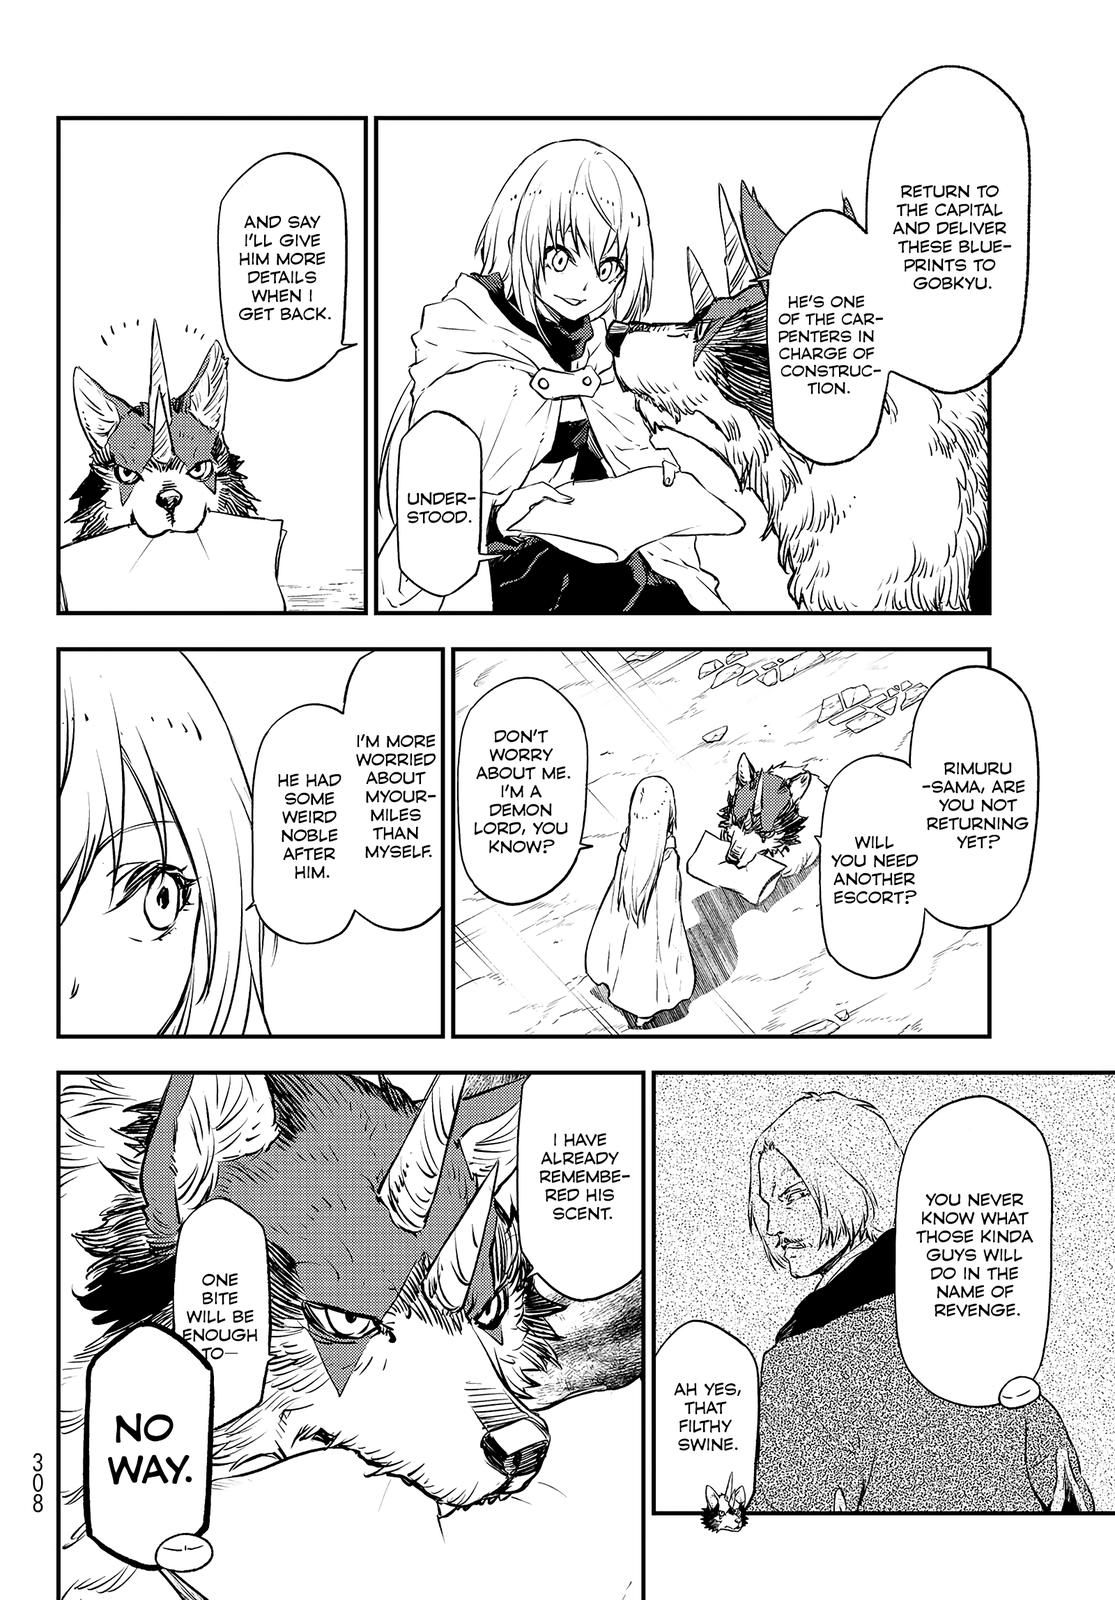 RETURN TO
THE CAPITAL
AND DELIVER
THESE BLUE-
PRINTS TO
GOBKYU.
HE'S ONE
OF THE CAR-
PENTERS IN
CHARGE OF
CONSTRUC-
TION.
UNDER-
STOOD.
AND SAY
I'LL GIVE
HIM MORE
DETAILS
WHEN I
GET BACK.
RIMURU
-SAMA, ARE
YOU NOT
RETURNING
YET?
WILL
YOU NEED
ANOTHER
ESCORT?
DON'T
WORRY
ABOUT ME.
I'M A
DEMON
LORD, YOU
KNOW?
I'M MORE
WORRIED
ABOUT
MYOUR-
MILES
THAN
MYSELF.
HE HAD
SOME
WEIRD
NOBLE
AFTER
HIM.
YOU NEVER
KNOW WHAT
THOSE KINDA
GUYS WILL
DO IN THE
NAME OF
REVENGE.
AH YES,
THAT
FILTHY
SWINE.
I HAVE
ALREADY
REMEMBE-
RED HIS
SCENT.
ONE
BITE
WILL BE
ENOUGH
TO—
NO
WAY.
308